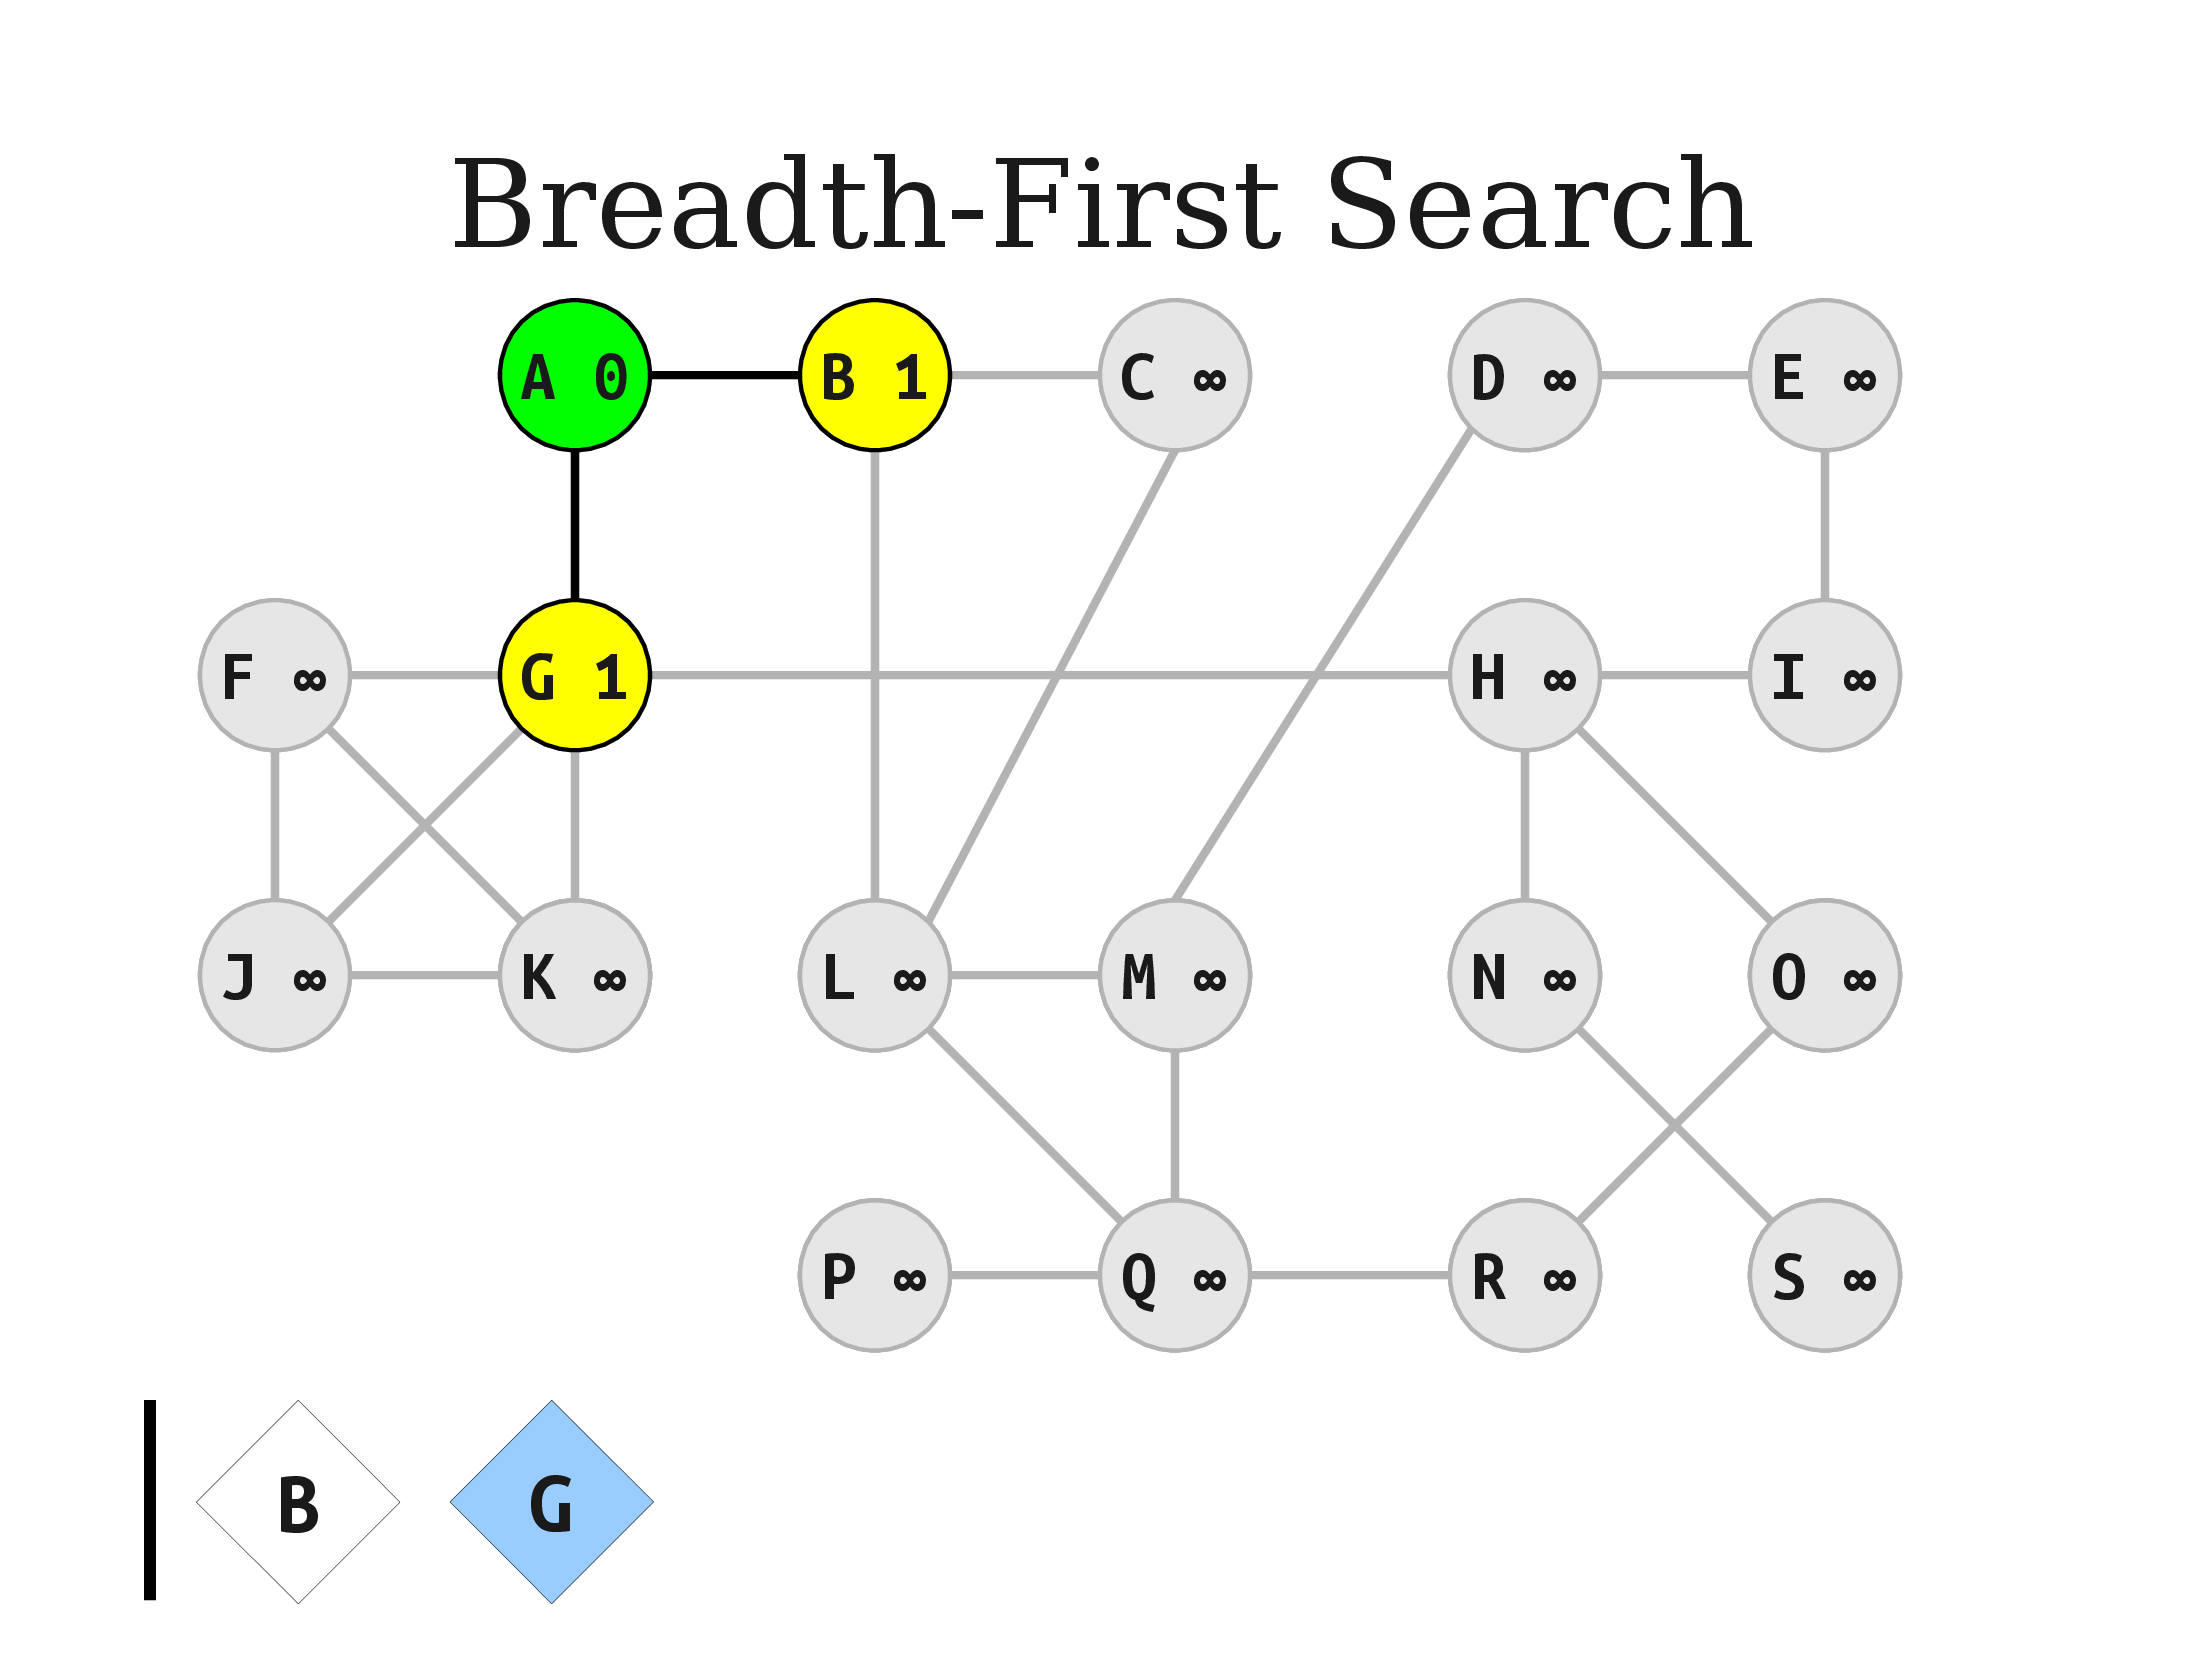 Breadth-First Search
A 0 B 1 C ∞ D ∞ E ∞
F ∞ G 1 H ∞ I ∞
J ∞ K ∞ L ∞ M ∞ N ∞ O ∞
P ∞ Q ∞ R ∞ S ∞
B G